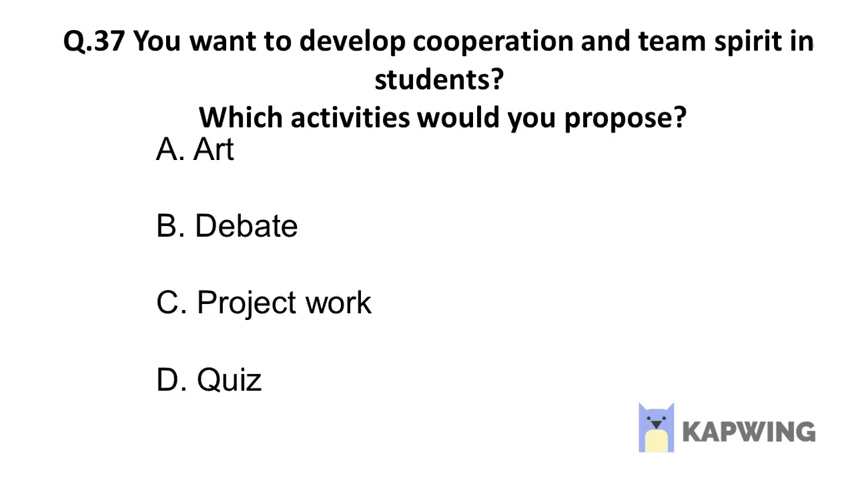 Q.37 You want to develop cooperation and team spirit in
students?
Which activities would you propose?
A. Art
B. Debate
C. Project work
D. Quiz
KAPWING